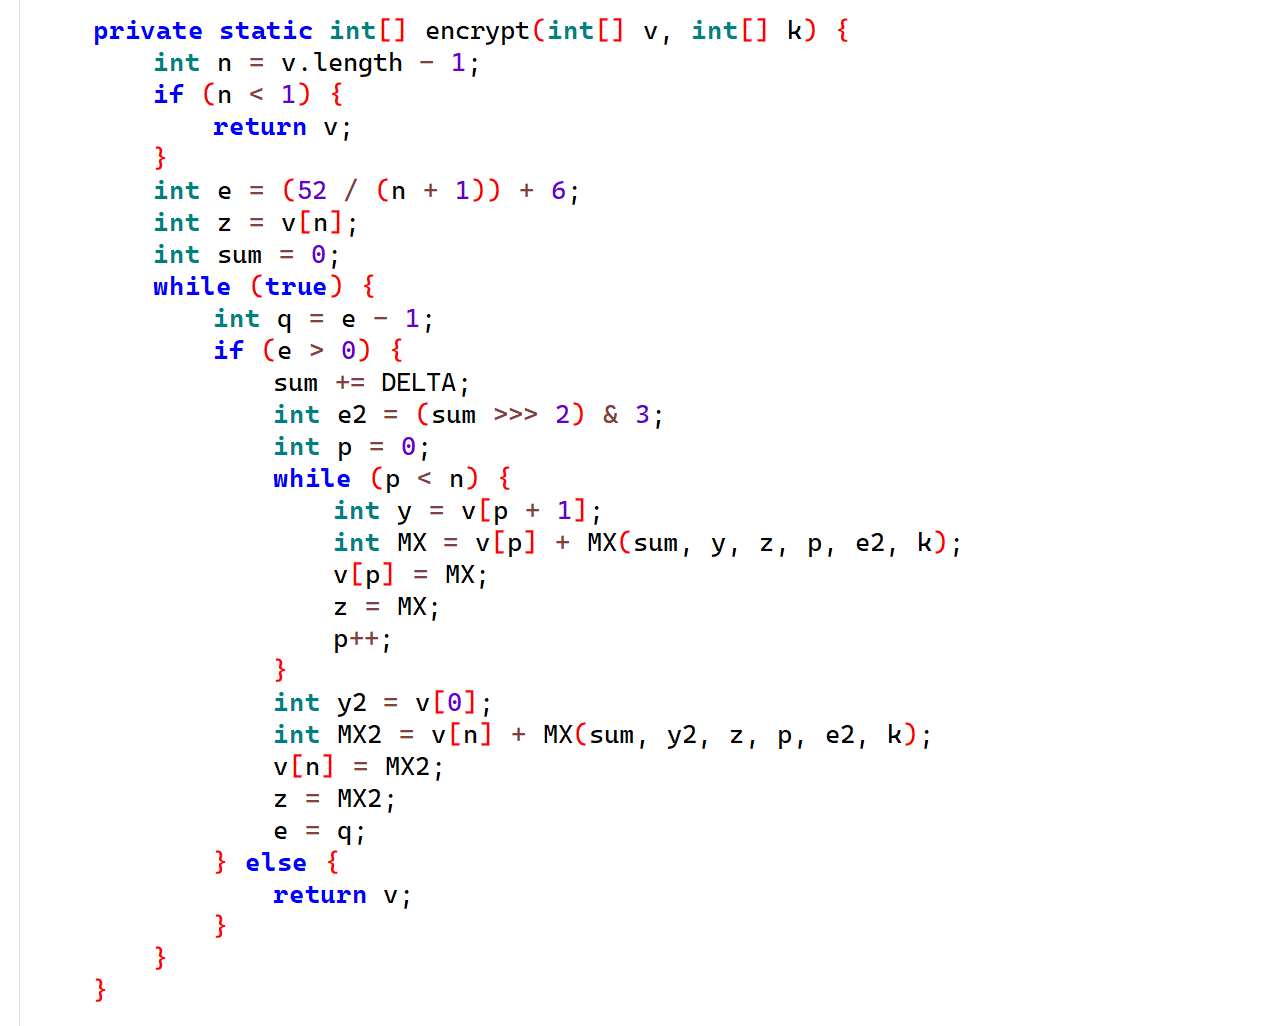 private static int[] encrypt(int[] v, int[] k) {
int n = v.length - 1;
if (n < 1) {
return v;
}
int e = (52 / (n + 1)) + 6;
int z = v[n];
int sum = 0;
while (true) {
int q = e - 1;
if (e > 0) {
sum += DELTA;
int e2 = (sum >>> 2) & 3;
int p = 0;
while (p < n) {
int y = v[p + 1];
int MX = v[p] + MX(sum, y, z, p, e2, k);
v[p] = MX;
z = MX;
p++;
}
int y2 = v[0];
int MX2 = v[n] + MX(sum, y2, z, p, e2, k);
v[n] = MX2;
z = MX2;
e = q;
} else {
return v;
}
}
}